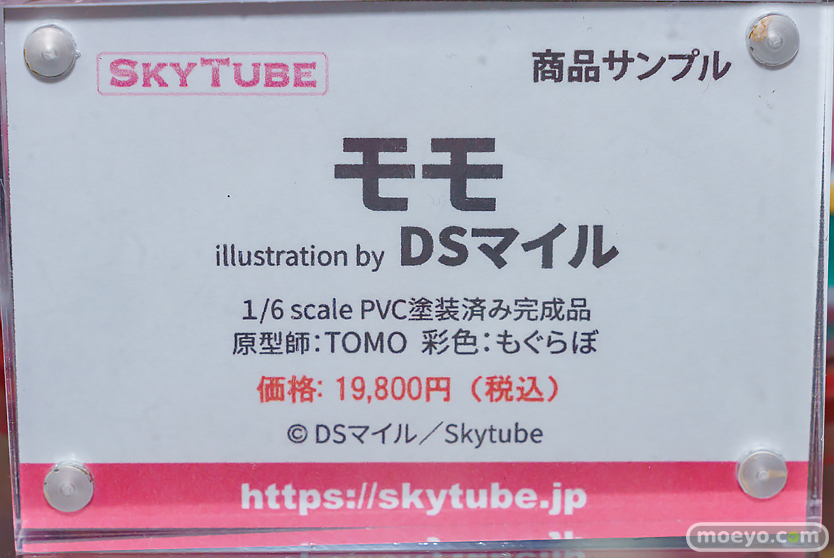 SKYTUBE
商品サンプル
モモ
illustration by DSマイル
1/6 scale PVC塗装済み完成品
原型師：TOMO 彩色：もぐらぼ
価格: 19,800円（税込）
© DSマイル／Skytube
https://skytube.jp
moeyo.com